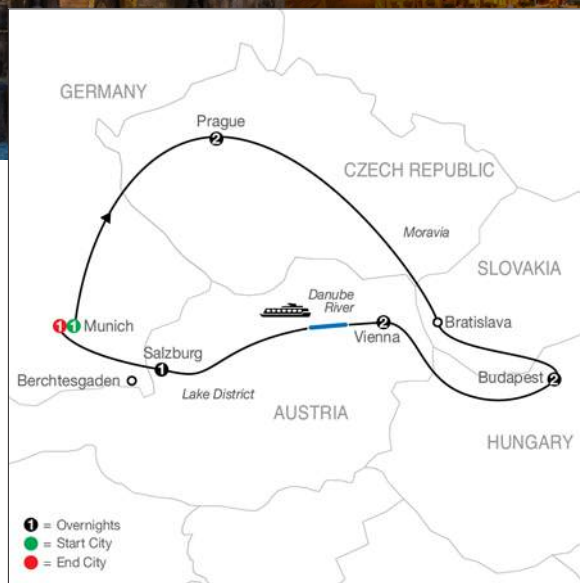 GERMANY
Prague
2
CZECH REPUBLIC
Moravia
SLOVAKIA
Danube
River
1 1 Munich
2
Vienna
Bratislava
Salzburg
1
Berchtesgaden
Lake District
Budapest 2
AUSTRIA
HUNGARY
1 = Overnights
= Start City
= End City